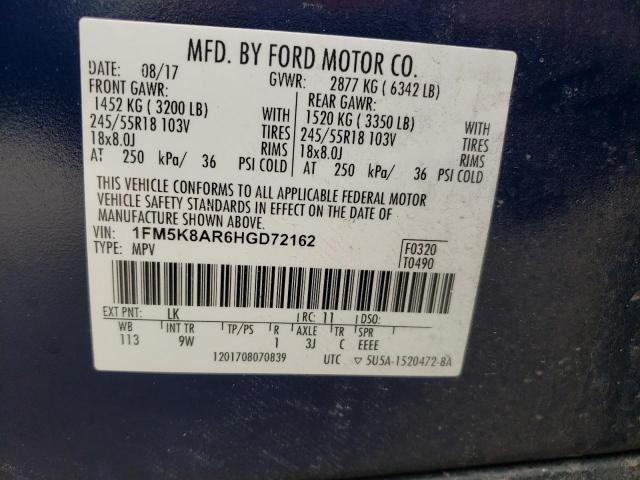 MFD. BY FORD MOTOR CO.
DATE: 08/17 GVWR: 2877 KG ( 6342 LB)
FRONT GAWR: REAR GAWR:
1452 KG ( 3200 LB) WITH 1520 KG ( 3350 LB) WITH
245/55R18 103V TIRES 245/55R18 103V TIRES
18x8.0J RIMS 18x8.0J RIMS
AT 250 kPa/ 36 PSI COLD AT 250 kPa/ 36 PSI COLD
THIS VEHICLE CONFORMS TO ALL APPLICABLE FEDERAL MOTOR
VEHICLE SAFETY STANDARDS IN EFFECT ON THE DATE OF
MANUFACTURE SHOWN ABOVE.
VIN: 1FM5K8AR6HGD72162
TYPE: MPV
F0320
T0490
EXT PNT: LK RC: 11 DSO:
WB INT TR TP/PS R AXLE TR SPR
113 9W 1 3J C EEEE
1201708070839 UTC ▽ 5U5A-1520472-BA